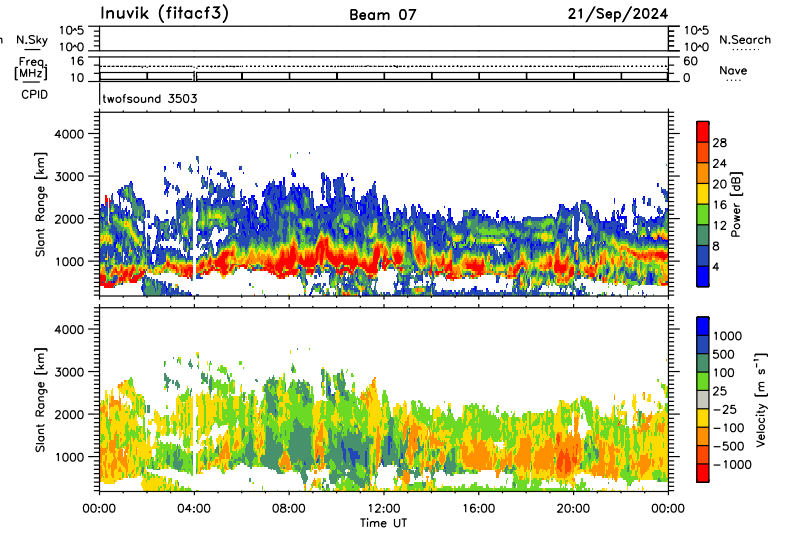 Inuvik (fitacf3) Beam 07 21/Sep/2024
n N.Sky 10^5 10^5 N.Search
10^0 10^0
Freq. 16 60 Nave
[MHz] 10 0
CPID
twofsound 3503
Slant Range [km] 4000 3000 2000 1000
28 24 20 16 12 8 4 Power [dB]
Slant Range [km] 4000 3000 2000 1000
1000 500 100 25 -25 -100 -500 -1000 Velocity [m s^-1]
00:00 04:00 08:00 12:00 16:00 20:00 00:00
Time UT